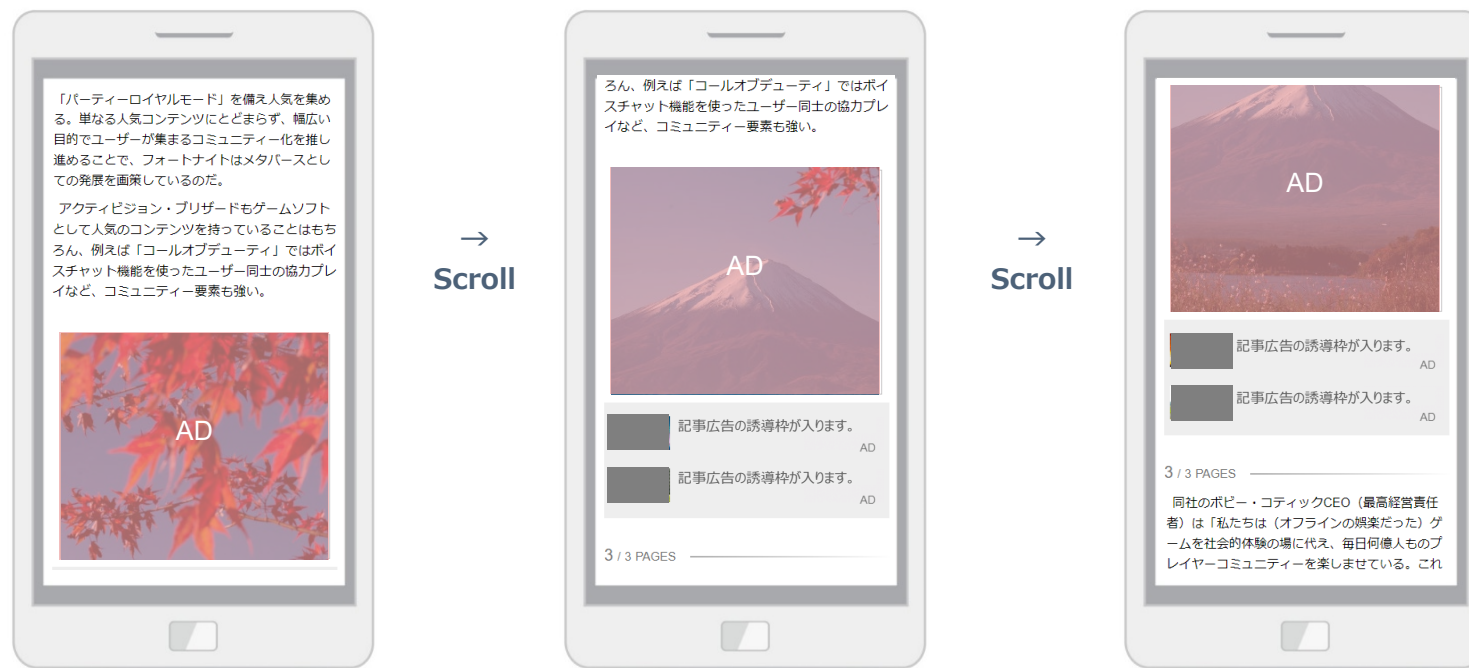 「パーティーロイヤルモード」を備え人気を集め
る。単なる人気コンテンツにとどまらず、幅広い
目的でユーザーが集まるコミュニティー化を推し
進めることで、フォートナイトはメタバースとし
ての発展を画策しているのだ。
アクティビジョン・ブリザードもゲームソフト
として人気のコンテンツを持っていることはもち
ろん、例えば「コールオブデューティ」ではボイ
スチャット機能を使ったユーザー同士の協力プレ
イなど、コミュニティー要素も強い。
AD
→
Scroll
ろん、例えば「コールオブデューティ」ではボイ
スチャット機能を使ったユーザー同士の協力プレ
イなど、コミュニティー要素も強い。
AD
記事広告の誘導枠が入ります。
AD
記事広告の誘導枠が入ります。
AD
3 / 3 PAGES
→
Scroll
AD
記事広告の誘導枠が入ります。
AD
記事広告の誘導枠が入ります。
AD
3 / 3 PAGES
同社のボビー・コティックCEO（最高経営責任
者）は「私たちは（オフラインの娯楽だった）ゲ
ームを社会的体験の場に代え、毎日何億人ものプ
レイヤーコミュニティーを楽しませている。これ